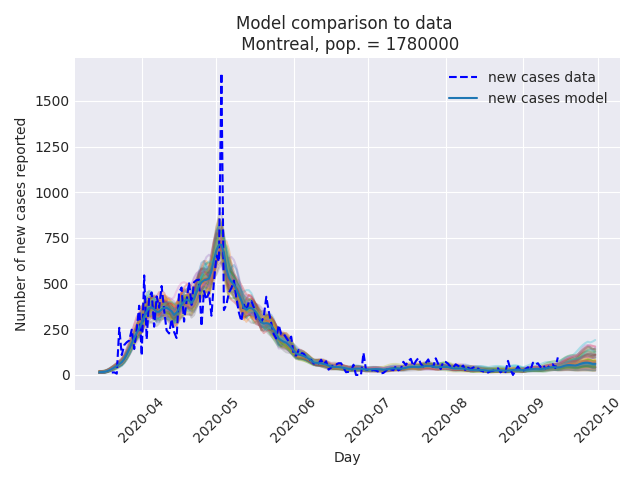 Model comparison to data
Montreal, pop. = 1780000
new cases data
new cases model
Number of new cases reported
1500
1250
1000
750
500
250
0
2020-04
2020-05
2020-06
2020-07
2020-08
2020-09
2020-10
Day